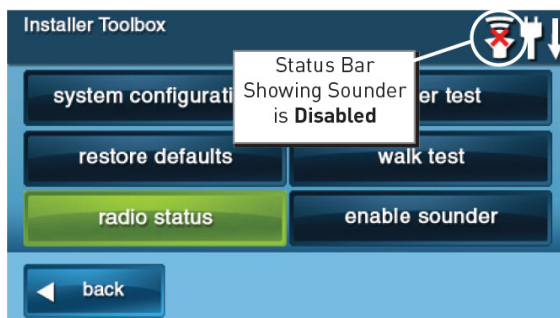 Installer Toolbox
Status Bar
Showing Sounder
is Disabled
system configurati
er test
restore defaults
walk test
radio status
enable sounder
back